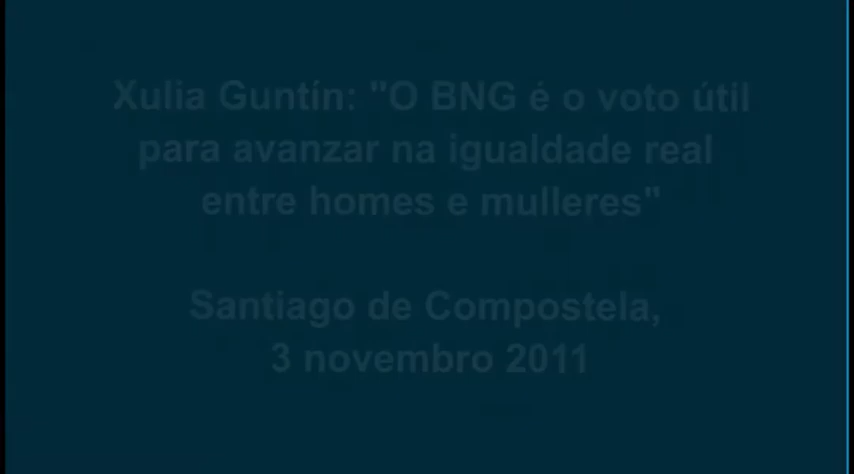 Xulia Guntín: "O BNG é o voto útil
para avanzar na igualdade real
entre homes e mulleres"
Santiago de Compostela,
3 novembro 2011